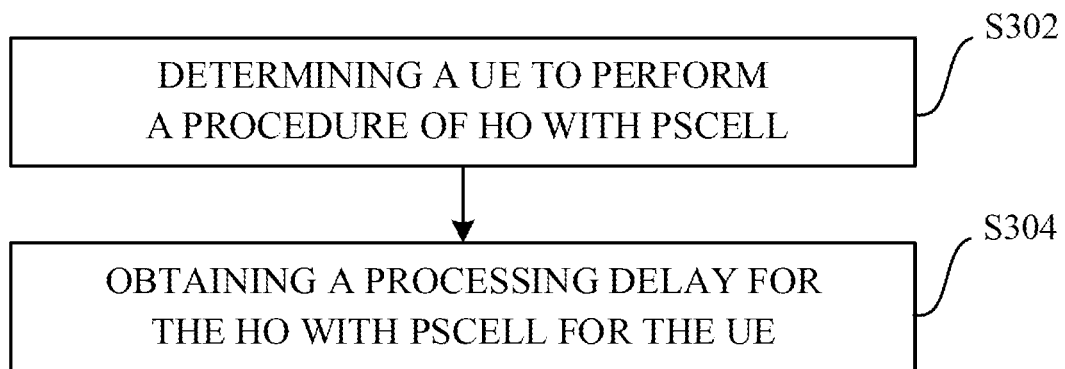 S302
DETERMINING A UE TO PERFORM
A PROCEDURE OF HO WITH PSCELL
S304
OBTAINING A PROCESSING DELAY FOR
THE HO WITH PSCELL FOR THE UE